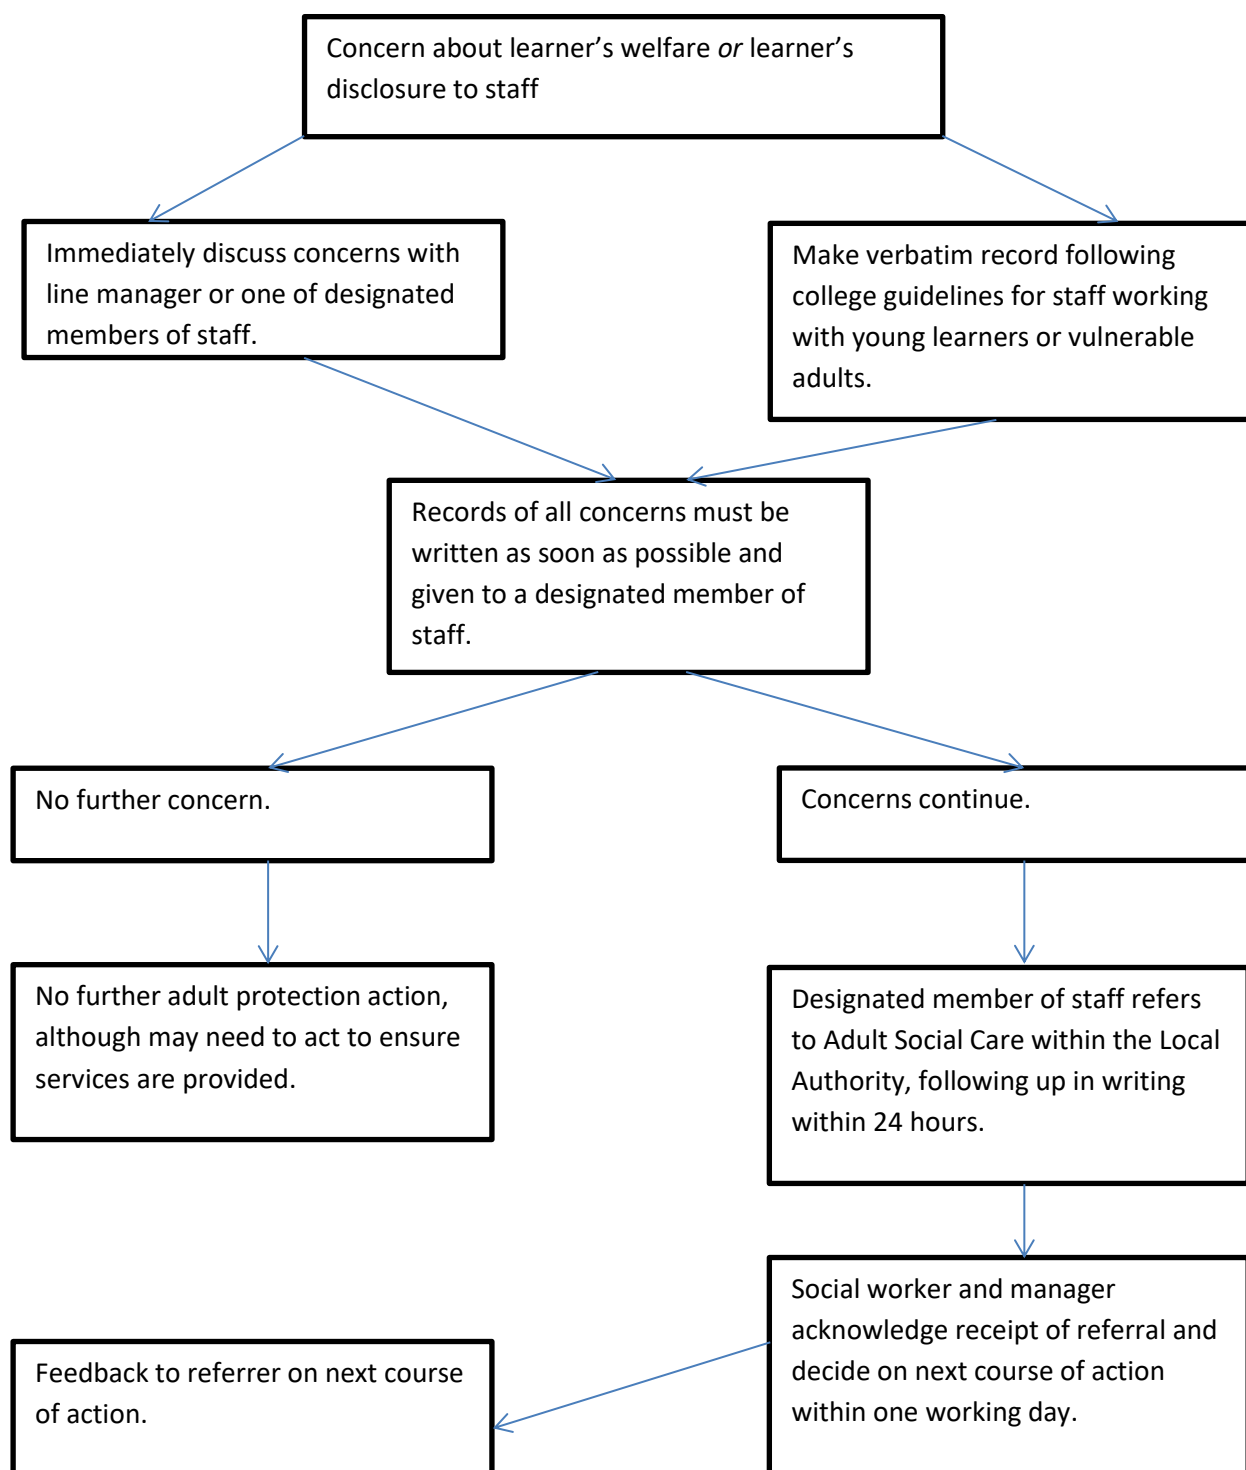 Concern about learner’s welfare or learner’s
disclosure to staff
Immediately discuss concerns with
line manager or one of designated
members of staff.
Make verbatim record following
college guidelines for staff working
with young learners or vulnerable
adults.
Records of all concerns must be
written as soon as possible and
given to a designated member of
staff.
No further concern.
Concerns continue.
No further adult protection action,
although may need to act to ensure
services are provided.
Designated member of staff refers
to Adult Social Care within the Local
Authority, following up in writing
within 24 hours.
Social worker and manager
acknowledge receipt of referral and
decide on next course of action
within one working day.
Feedback to referrer on next course
of action.